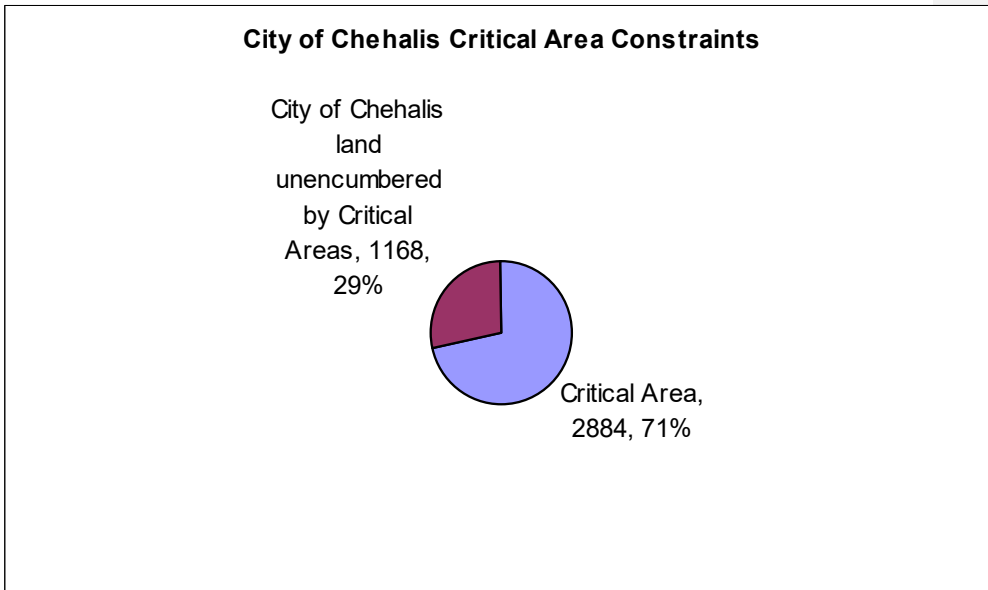 City of Chehalis Critical Area Constraints
City of Chehalis
land
unencumbered
by Critical
Areas, 1168,
29%
Critical Area,
2884, 71%